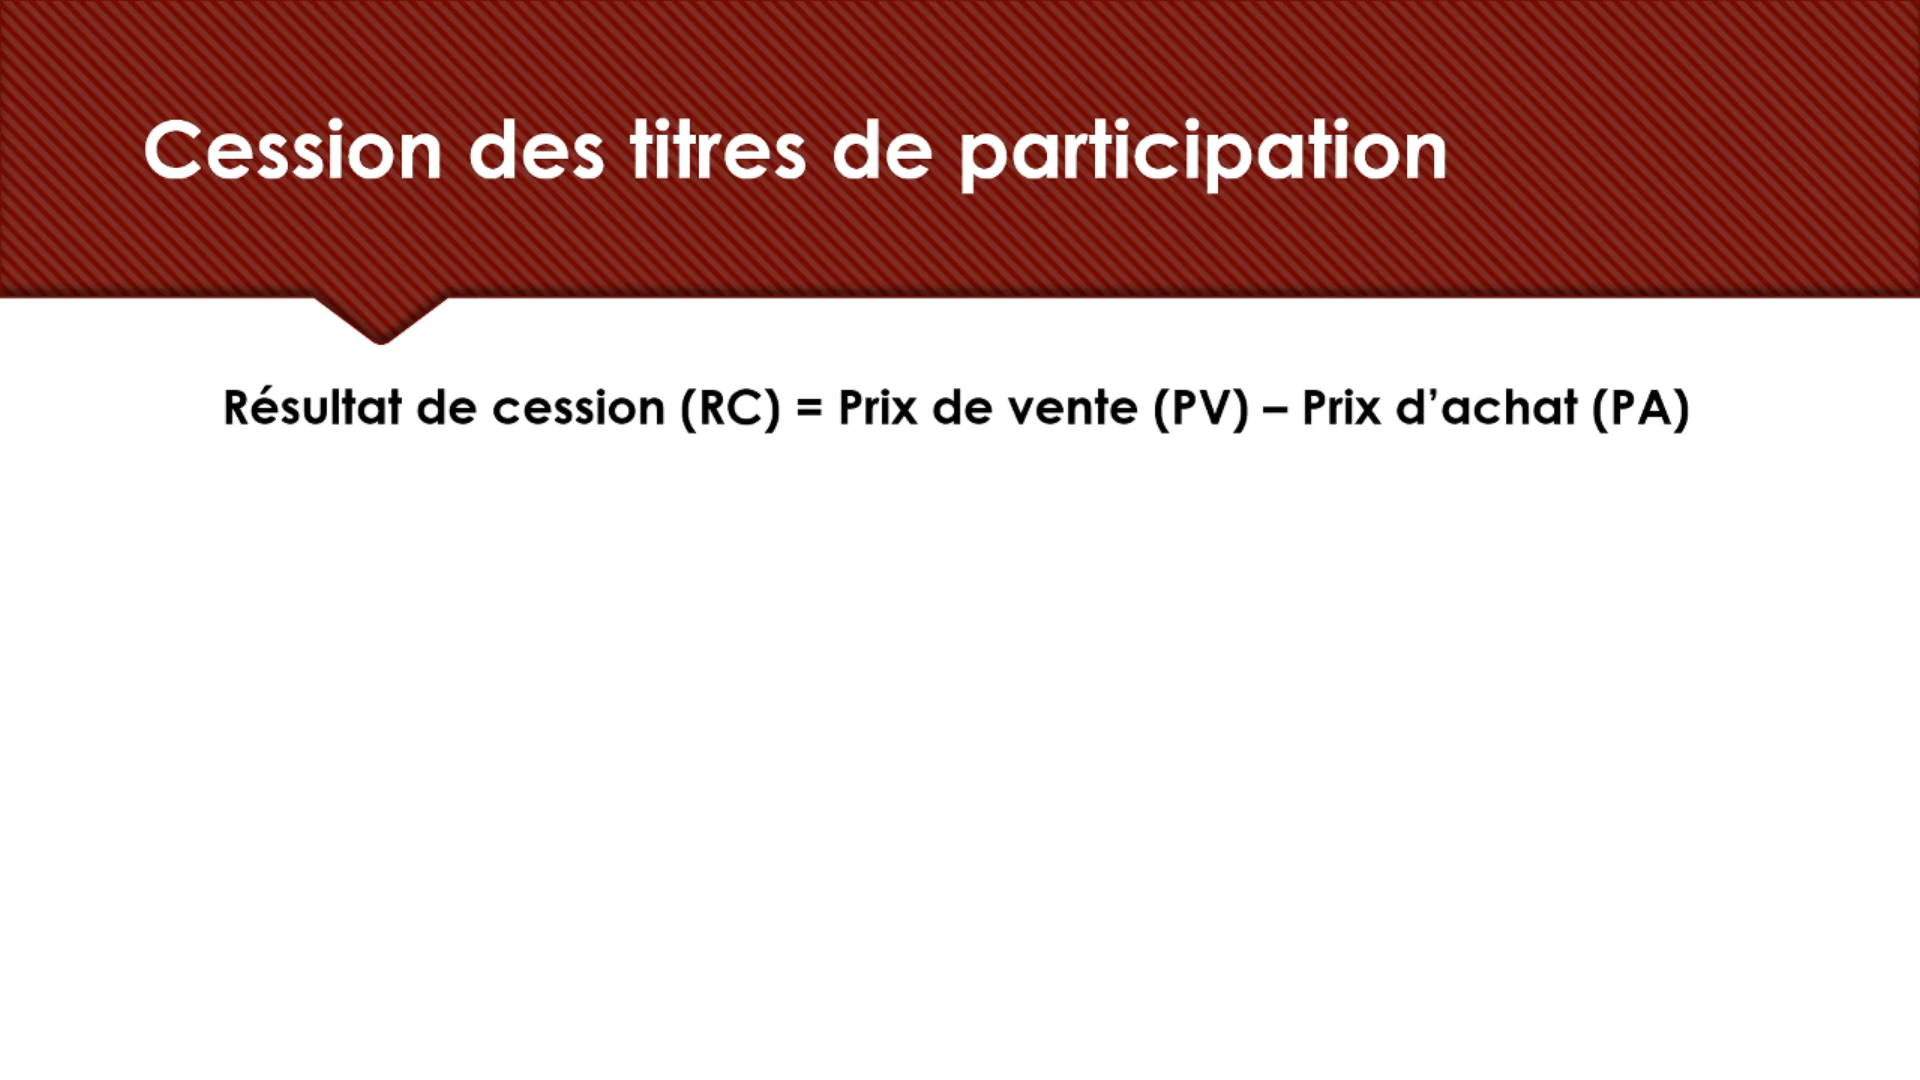 Cession des titres de participation
Résultat de cession (RC) = Prix de vente (PV) – Prix d’achat (PA)